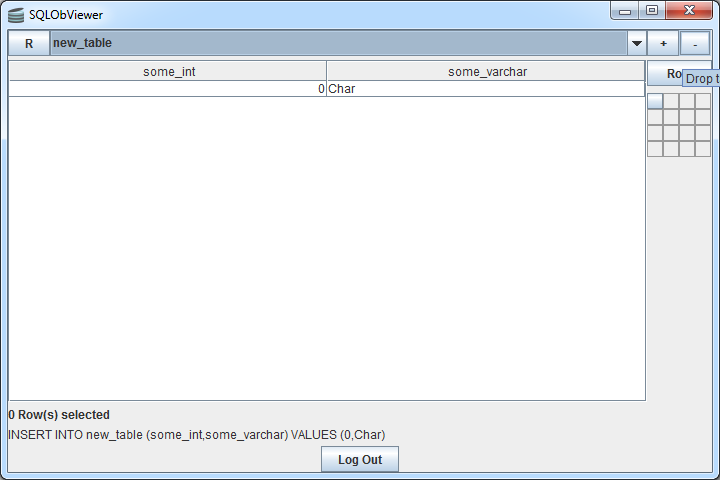 SQLObViewer
R new_table + -
some_int some_varchar
0 Char
Drop
0 Row(s) selected
INSERT INTO new_table (some_int,some_varchar) VALUES (0,Char)
Log Out